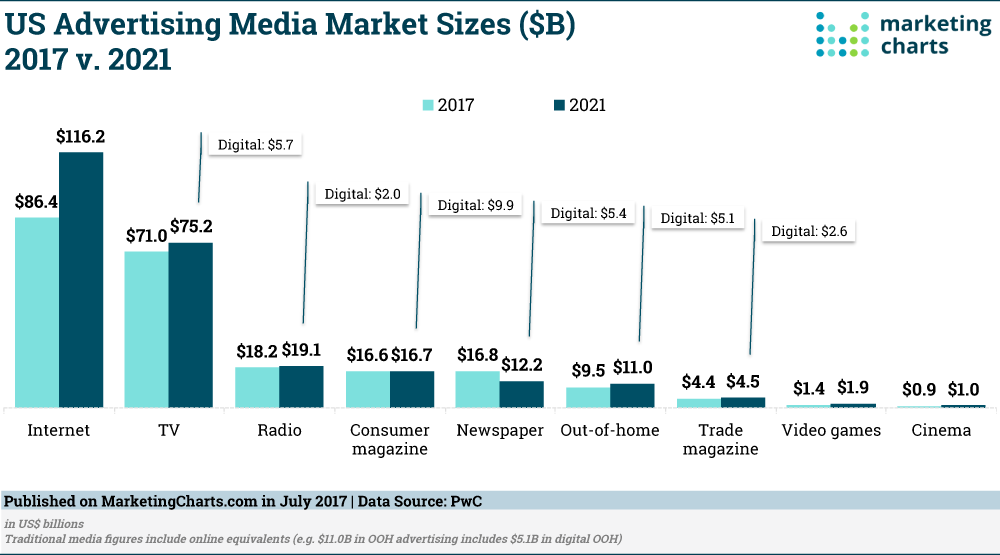 US Advertising Media Market Sizes ($B)
2017 v. 2021
marketing
charts
2017 2021
$86.4 $116.2
$71.0 $75.2
Digital: $5.7
$18.2 $19.1
Digital: $2.0
$16.6 $16.7
Digital: $9.9
$16.8 $12.2
Digital: $5.4
$9.5 $11.0
Digital: $5.1
$4.4 $4.5
Digital: $2.6
$1.4 $1.9
$0.9 $1.0
Internet
TV
Radio
Consumer
magazine
Newspaper
Out-of-home
Trade
magazine
Video games
Cinema
Published on MarketingCharts.com in July 2017 | Data Source: PwC
in US$ billions
Traditional media figures include online equivalents (e.g. $11.0B in OOH advertising includes $5.1B in digital OOH)